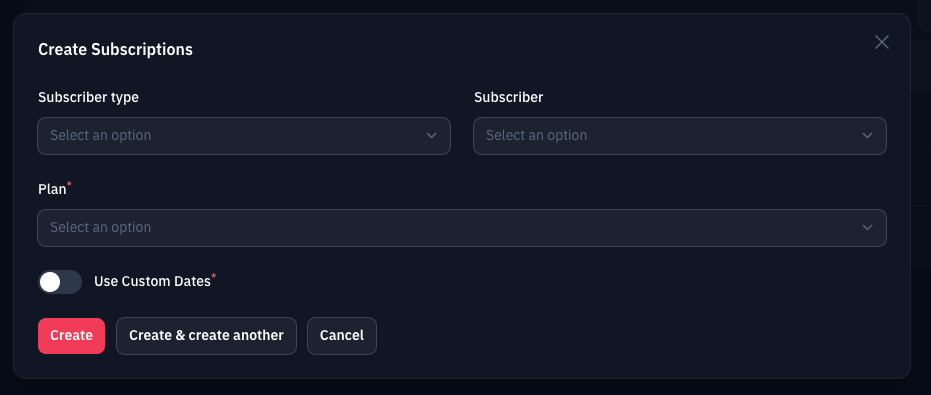 Create Subscriptions
Subscriber type
Subscriber
Select an option
Select an option
Plan*
Select an option
Use Custom Dates*
Create
Create & create another
Cancel